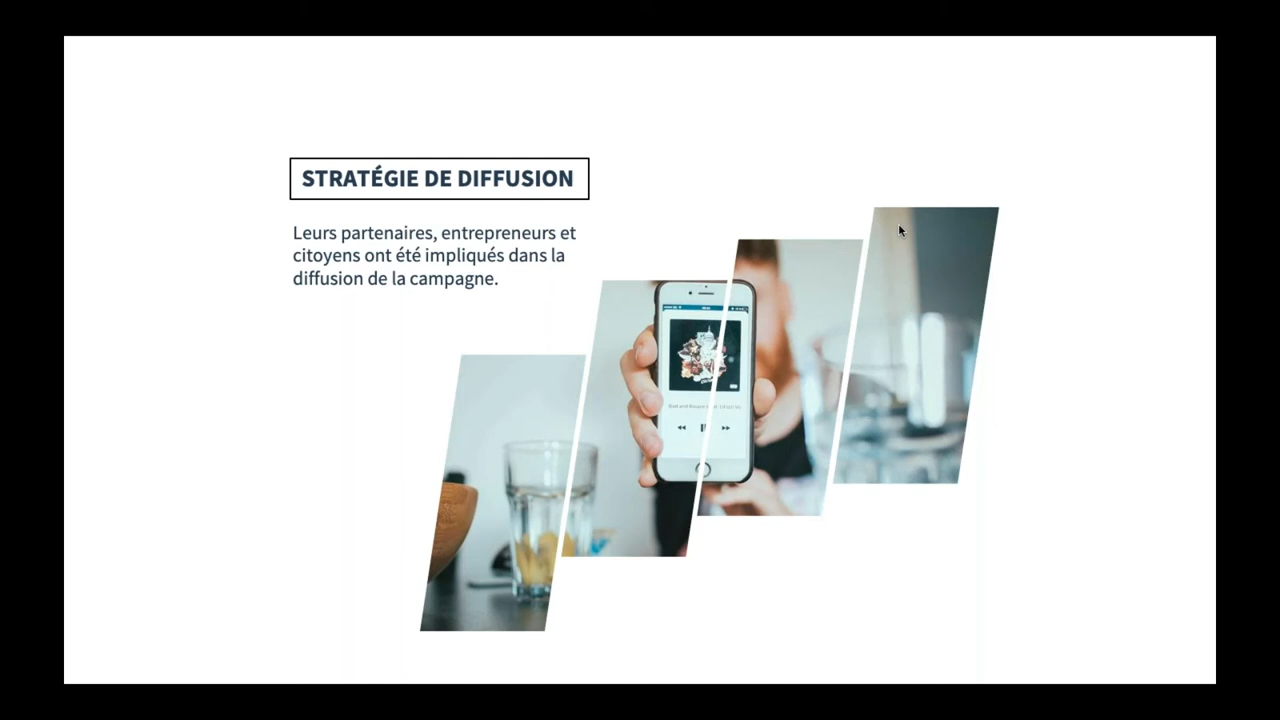 STRATÉGIE DE DIFFUSION
Leurs partenaires, entrepreneurs et
citoyens ont été impliqués dans la
diffusion de la campagne.